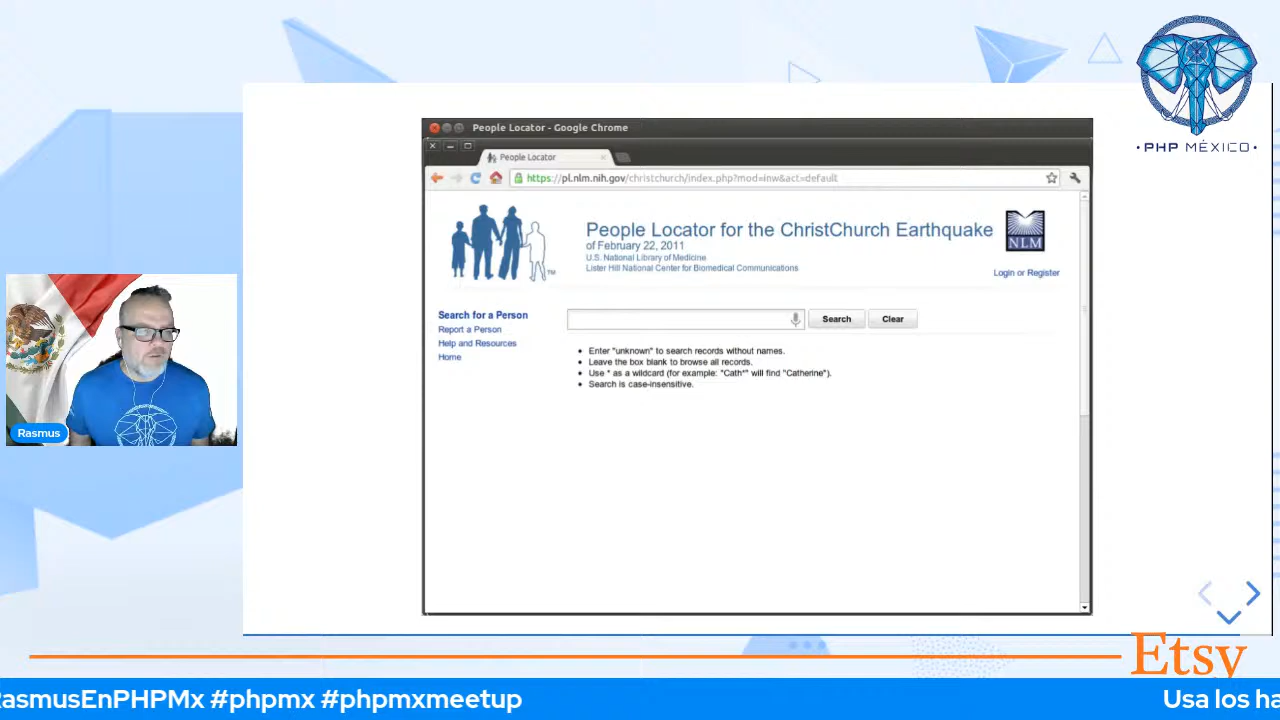 • PHP MÉXICO •
People Locator - Google Chrome
People Locator
https://pl.nlm.nih.gov/christchurch/index.php?mod=inw&act=default
People Locator for the ChristChurch Earthquake
of February 22, 2011
U.S. National Library of Medicine
Lister Hill National Center for Biomedical Communications
NLM
TM
Login or Register
Search for a Person
Report a Person
Help and Resources
Home
Search
Clear
• Enter "unknown" to search records without names.
• Leave the box blank to browse all records.
• Use * as a wildcard (for example: "Cath*" will find "Catherine").
• Search is case-insensitive.
Rasmus
Etsy
RasmusEnPHPMx #phpmx #phpmxmeetup
Usa los ha